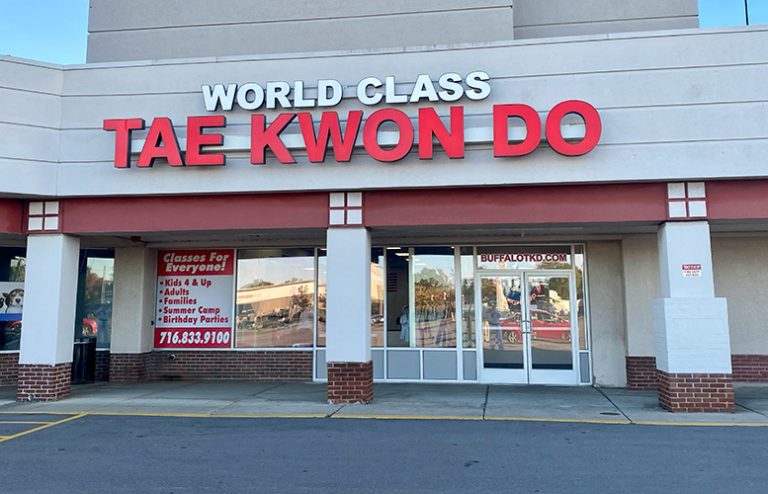 WORLD CLASS
TAE KWON DO
BUFFALOTKD.COM
Classes For
Everyone!
• Kids 4 & Up
• Adults
• Families
• Summer Camp
• Birthday Parties
716.833.9100